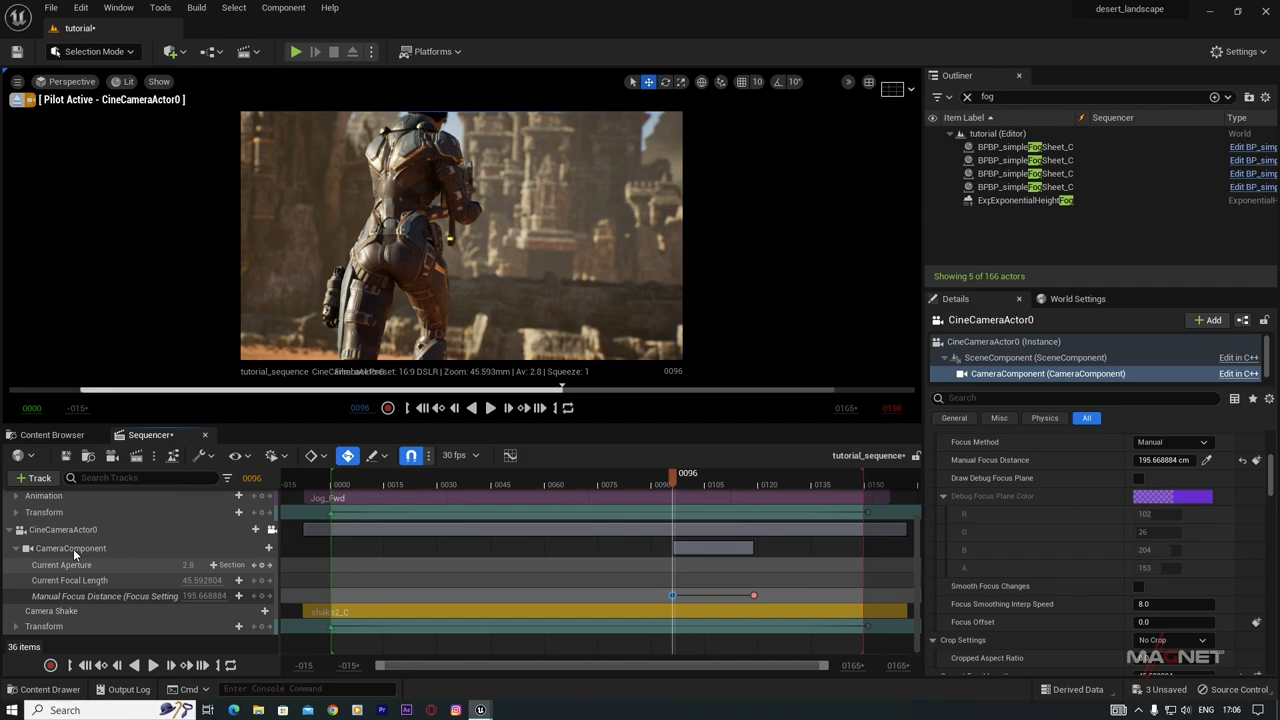 File Edit Window Tools Build Select Component Help
desert_landscape
tutorial*
Selection Mode
Platforms
Settings
Perspective Lit Show
10 10°
[ Pilot Active - CineCameraActor0 ]
0096
0000 -015* 0096 0165* 0150
Content Browser Sequencer*
30 fps tutorial_sequence*
Track Search Tracks 0096
-015 0000 0015 0030 0045 0096 0105 0120 0135 0150
Animation
Transform
CineCameraActor0
CameraComponent
Current Aperture 2.8 Section
Current Focal Length 45.592804
Manual Focus Distance (Focus Setting 195.668884
Camera Shake
Transform
36 items
-015 -015* 0165* 0165*
Outliner
fog
Item Label Sequencer Type
tutorial (Editor) World
BPBP_simpleFogSheet_C Edit BP_simp
BPBP_simpleFogSheet_C Edit BP_simp
BPBP_simpleFogSheet_C Edit BP_simp
BPBP_simpleFogSheet_C Edit BP_simp
ExpExponentialHeightFog ExponentialH
Showing 5 of 166 actors
Details World Settings
CineCameraActor0 Add
CineCameraActor0 (Instance)
SceneComponent (SceneComponent) Edit in C++
CameraComponent (CameraComponent) Edit in C++
Search
General Misc Physics All
Focus Method Manual
Manual Focus Distance 195.668884 cm
Draw Debug Focus Plane
Debug Focus Plane Color
R 102
G 26
B 204
A 153
Smooth Focus Changes
Focus Smoothing Interp Speed 8.0
Focus Offset 0.0
Crop Settings No Crop
Cropped Aspect Ratio 0.0
MAGNET
Content Drawer Output Log Cmd Enter Console Command
Derived Data 3 Unsaved Source Control
Search
Ae
ENG 17:06